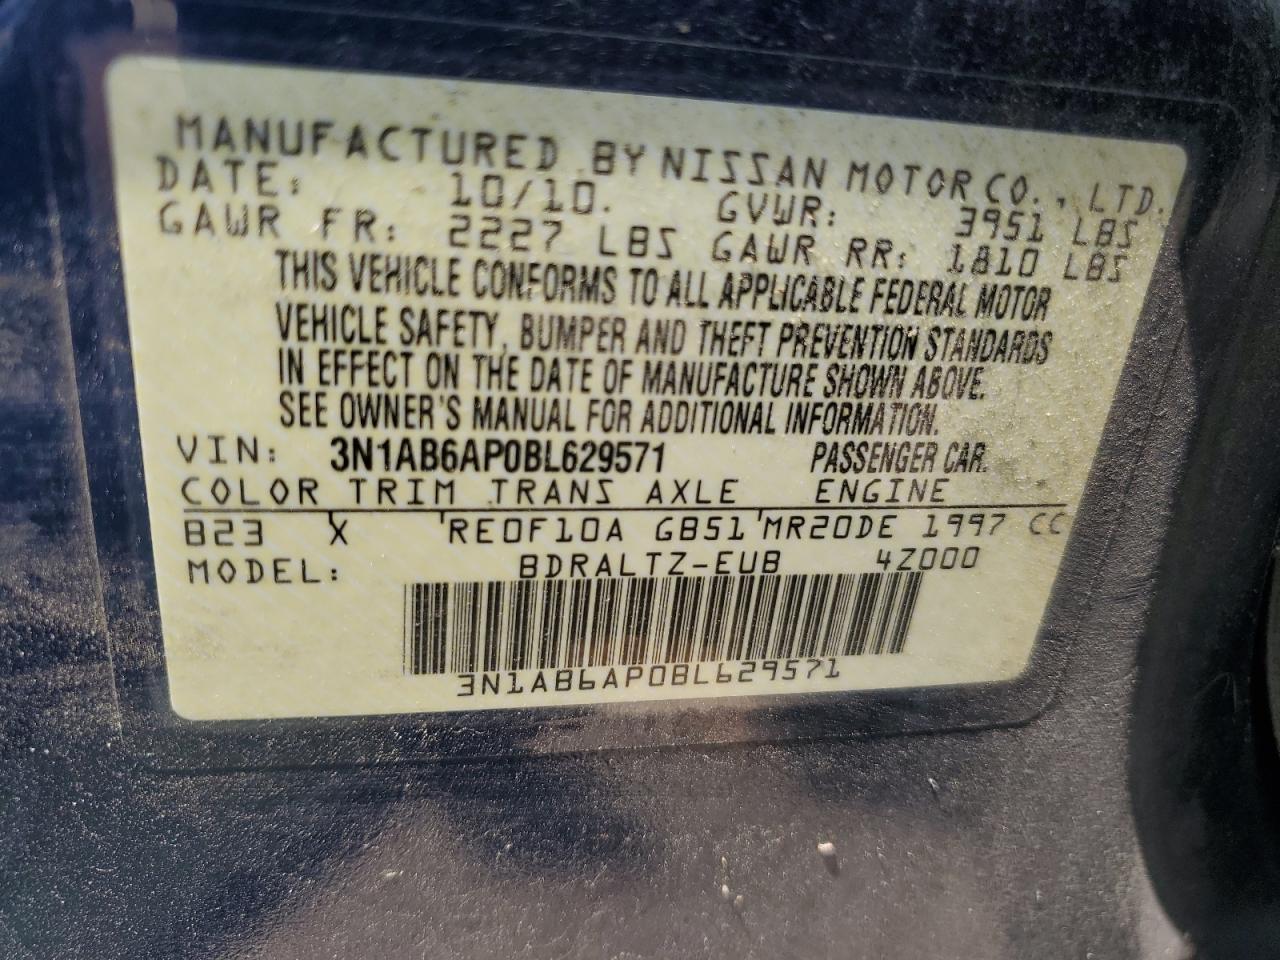 MANUFACTURED BY NISSAN MOTOR CO., LTD.
DATE: 10/10. GVWR: 3951 LBS
GAWR FR: 2227 LBS GAWR RR: 1810 LBS
THIS VEHICLE CONFORMS TO ALL APPLICABLE FEDERAL MOTOR
VEHICLE SAFETY, BUMPER AND THEFT PREVENTION STANDARDS
IN EFFECT ON THE DATE OF MANUFACTURE SHOWN ABOVE.
SEE OWNER'S MANUAL FOR ADDITIONAL INFORMATION.
VIN: 3N1AB6AP0BL629571 PASSENGER CAR.
COLOR TRIM TRANS AXLE ENGINE
B23 X RE0F10A GB51 MR20DE 1997 CC
MODEL: BDRALTZ-EUB 4Z000
3N1AB6AP0BL629571